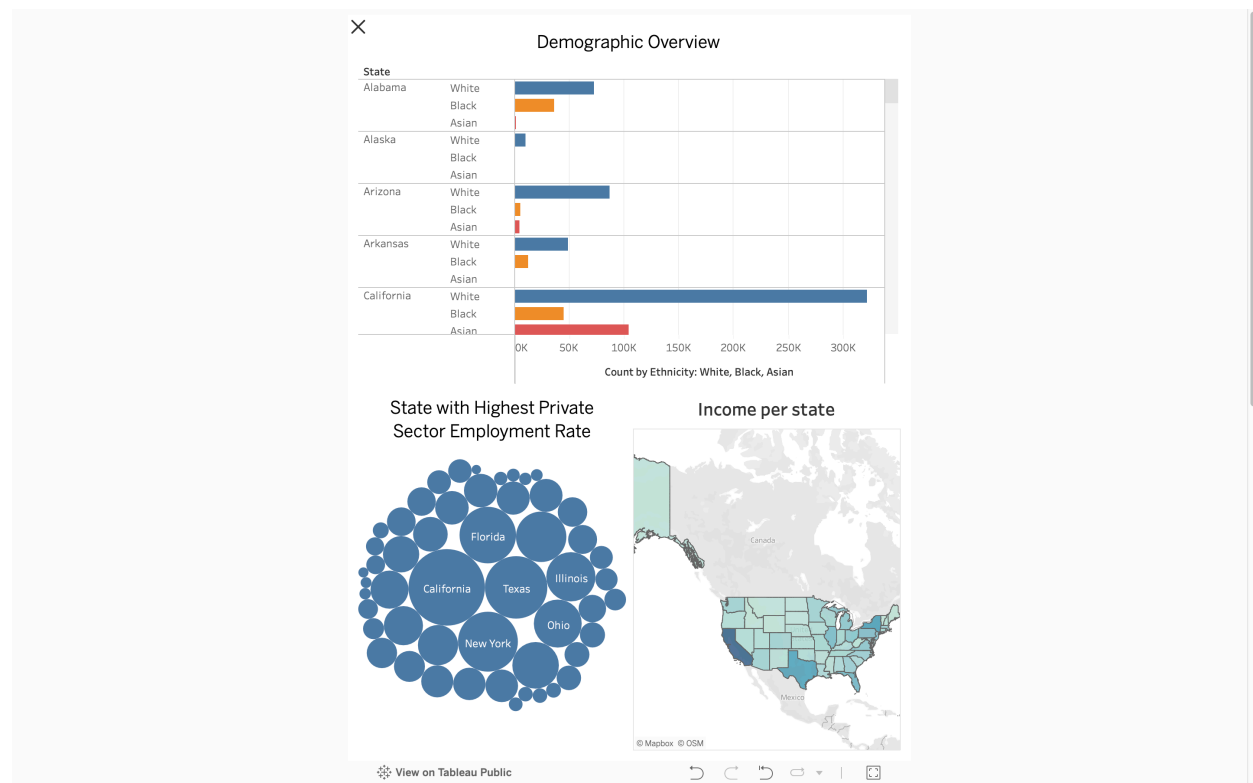 Demographic Overview
State
Alabama White
Black
Asian
Alaska White
Black
Asian
Arizona White
Black
Asian
Arkansas White
Black
Asian
California White
Black
Asian
0K 50K 100K 150K 200K 250K 300K
Count by Ethnicity: White, Black, Asian
State with Highest Private
Sector Employment Rate
Florida
California
Texas
Illinois
Ohio
New York
Income per state
Canada
Mexico
© Mapbox © OSM
View on Tableau Public